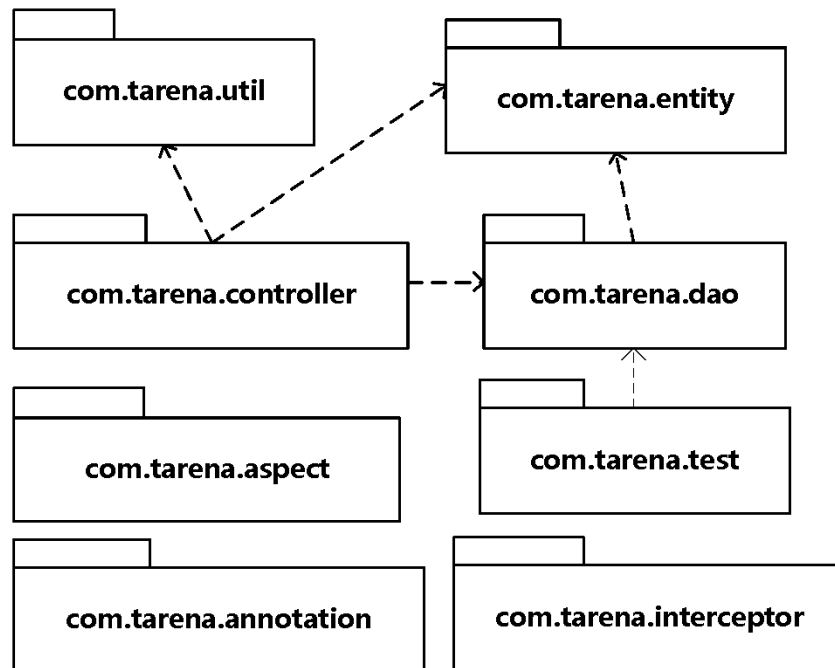 com.tarena.util
com.tarena.entity
com.tarena.controller
com.tarena.dao
com.tarena.aspect
com.tarena.test
com.tarena.annotation
com.tarena.interceptor